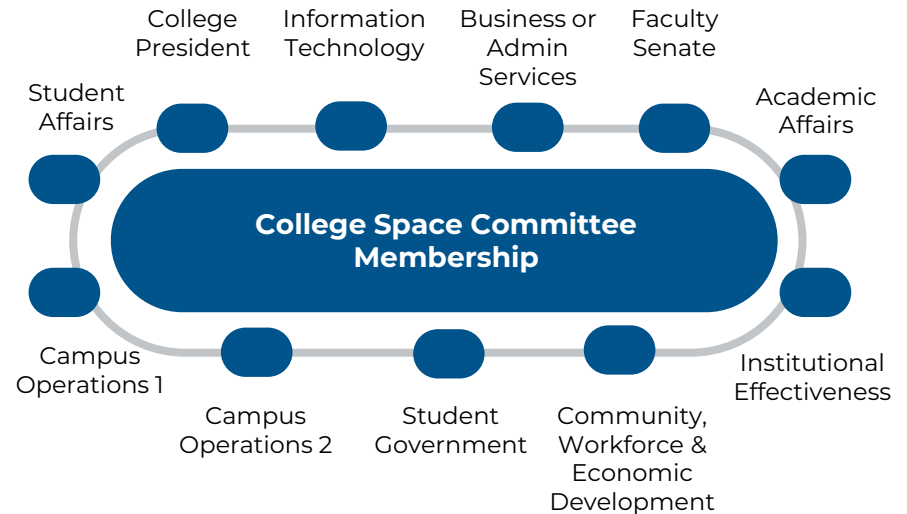 College
President
Information
Technology
Business or
Admin
Services
Faculty
Senate
Student
Affairs
Academic
Affairs
College Space Committee
Membership
Campus
Operations 1
Institutional
Effectiveness
Campus
Operations 2
Student
Government
Community,
Workforce &
Economic
Development